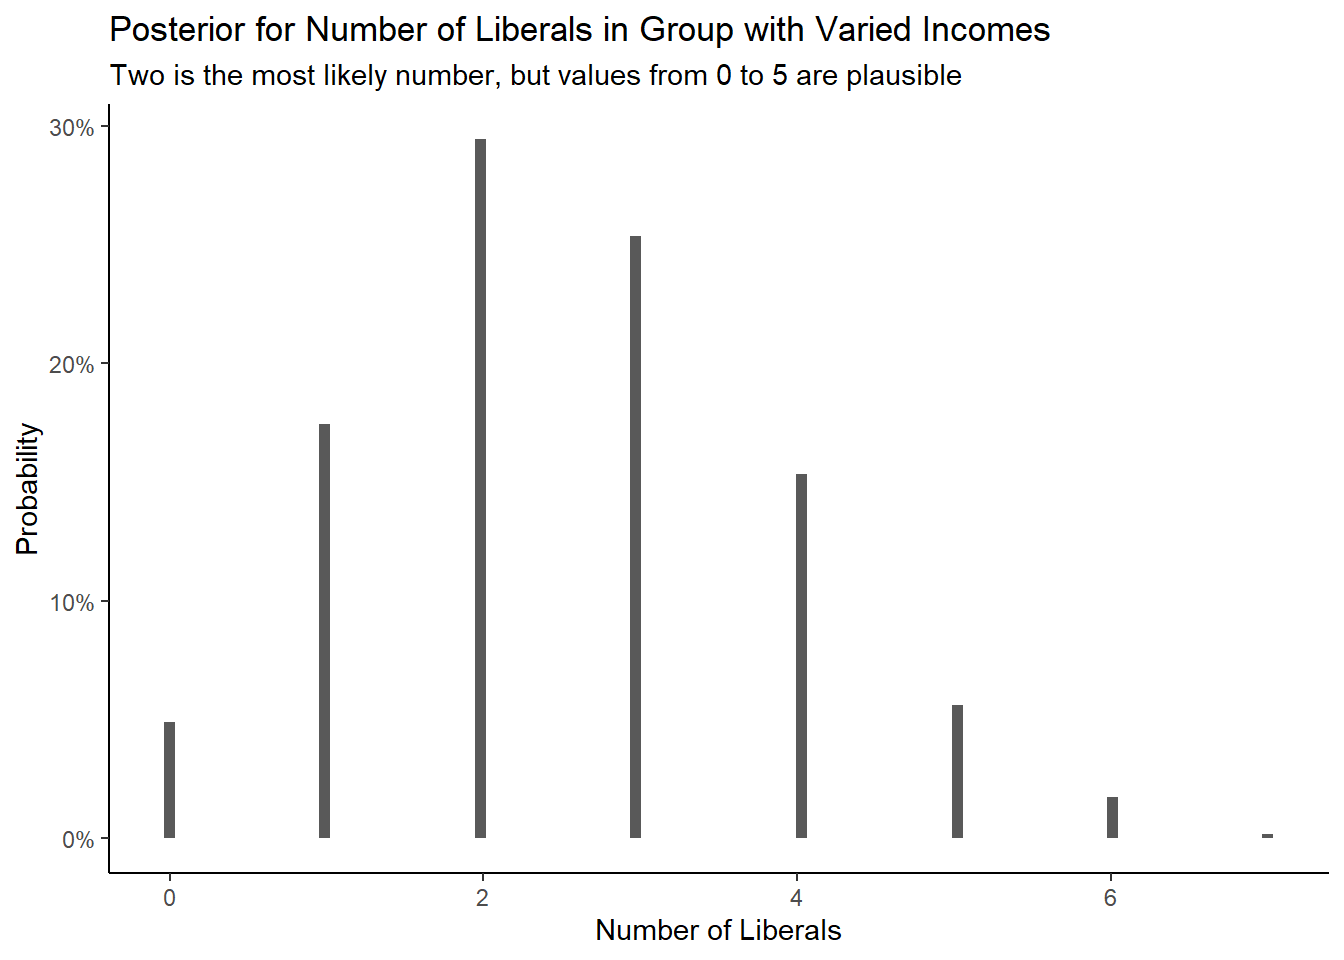 Posterior for Number of Liberals in Group with Varied Incomes
Two is the most likely number, but values from 0 to 5 are plausible
30%
20%
10%
0%
Probability
0 2 4 6
Number of Liberals